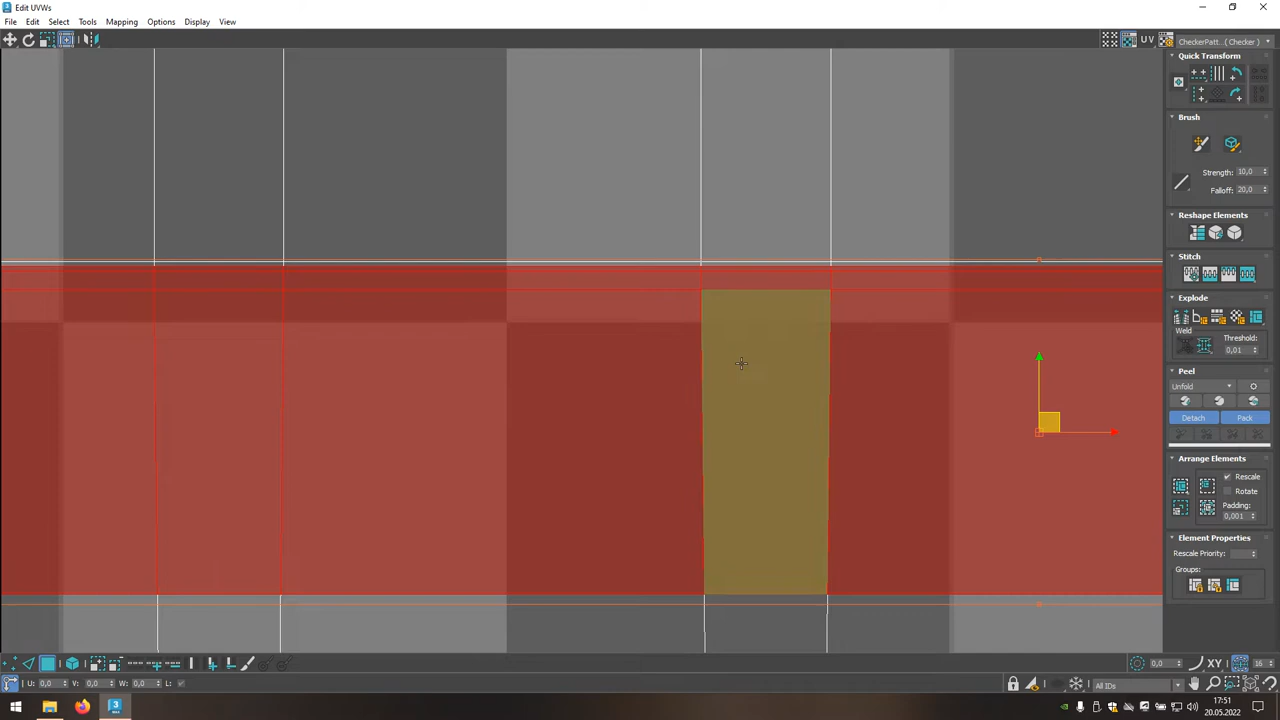 Edit UVWs
File Edit Select Tools Mapping Options Display View
UV CheckerPatt.. ( Checker )
Quick Transform
Brush
Strength: 10,0
Falloff: 20,0
Reshape Elements
Stitch
Explode
Weld Threshold:
0,01
Peel
Unfold
Detach Pack
Arrange Elements
Rescale
Rotate
Padding:
0,001
Element Properties
Rescale Priority:
Groups:
0,0 XY 16
U: 0,0 V: 0,0 W: 0,0 L: All IDs
3
17:51
20.05.2022